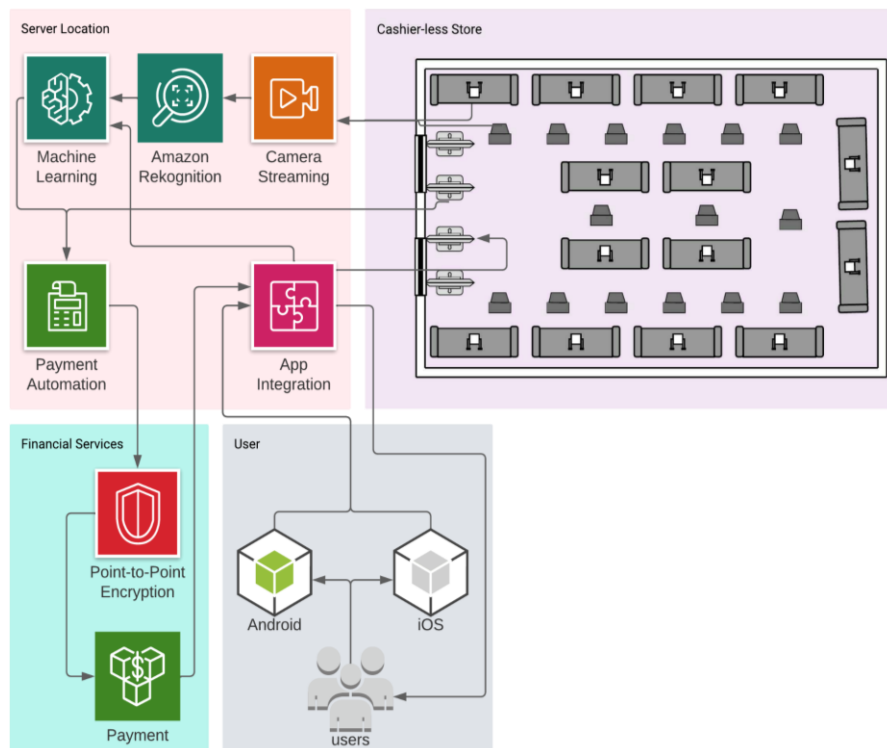 Server Location
Cashier-less Store
Machine
Learning
Amazon
Rekognition
Camera
Streaming
Payment
Automation
App
Integration
Financial Services
User
Point-to-Point
Encryption
Android
iOS
Payment
users